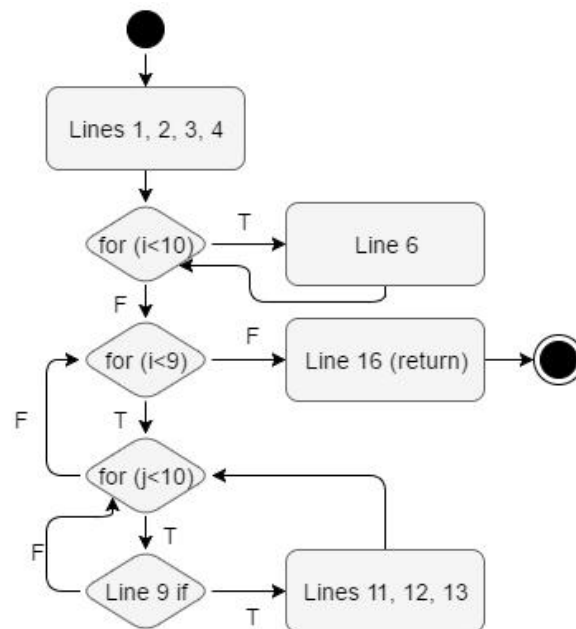 Lines 1, 2, 3, 4
for (i<10)
T
Line 6
F
for (i<9)
F
Line 16 (return)
F
T
for (j<10)
F
T
Line 9 if
T
Lines 11, 12, 13